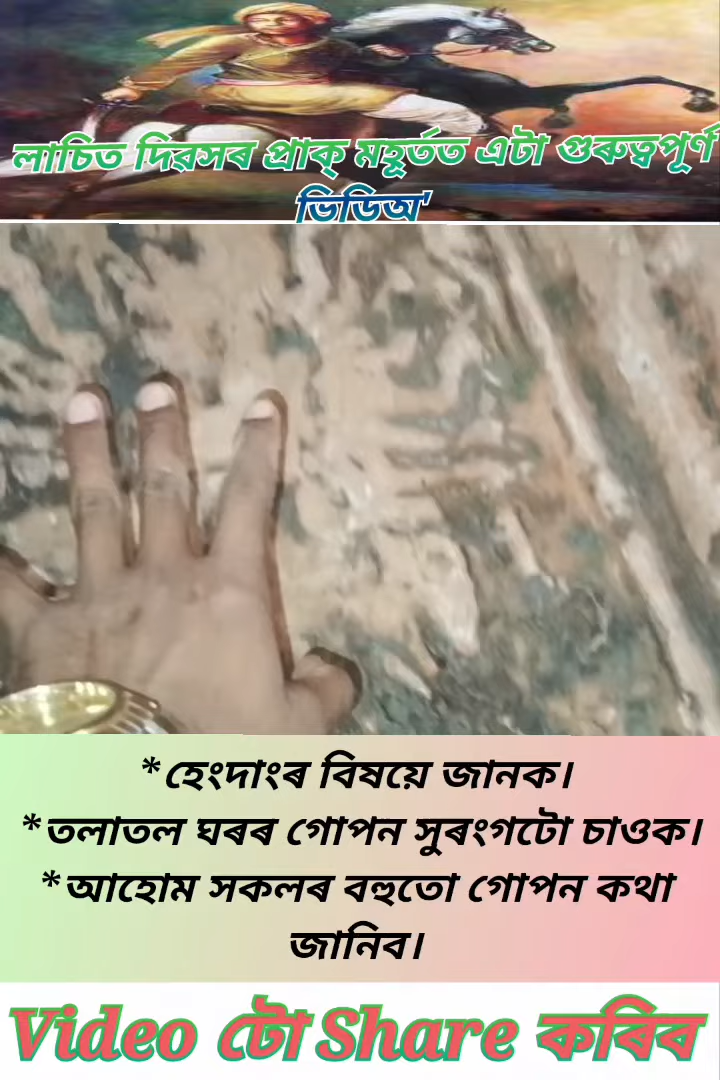 লাচিত দিৱসৰ প্ৰাক্ মহূৰ্তত এটা গুৰুত্বপূৰ্ণ
ভিডিঅ'
*হেংদাংৰ বিষয়ে জানক।
*তলাতল ঘৰৰ গোপন সুৰংগটো চাওক।
*আহোম সকলৰ বহুতো গোপন কথা
জানিব।
Video টো Share কৰিব